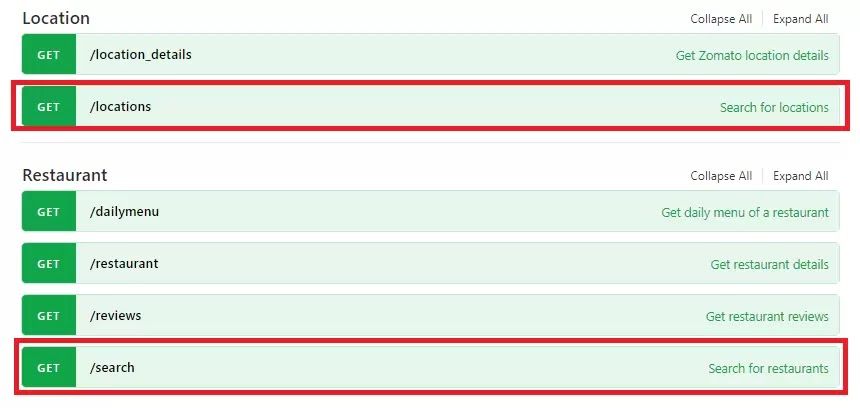 Location Collapse All Expand All
GET /location_details Get Zomato location details
GET /locations Search for locations
Restaurant Collapse All Expand All
GET /dailymenu Get daily menu of a restaurant
GET /restaurant Get restaurant details
GET /reviews Get restaurant reviews
GET /search Search for restaurants